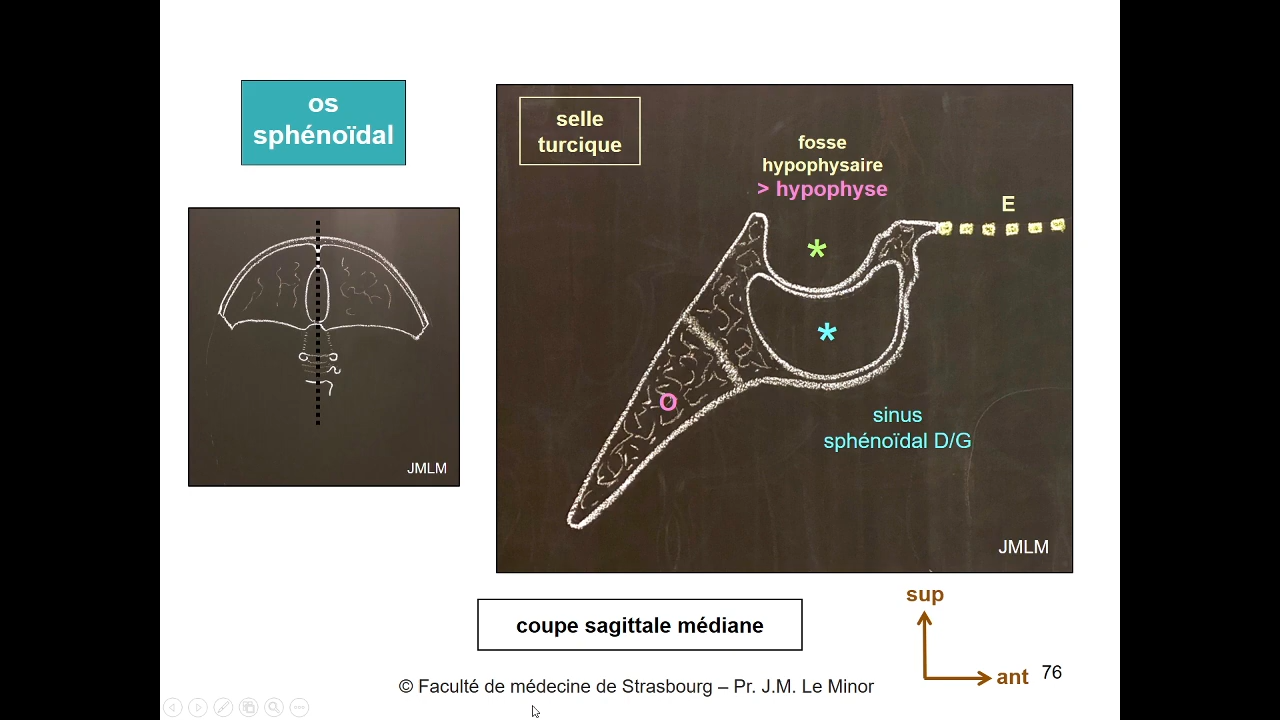 os
sphénoïdal
selle
turcique
fosse
hypophysaire
> hypophyse
E
*
*
O
sinus
sphénoïdal D/G
JMLM
JMLM
coupe sagittale médiane
sup
ant
76
© Faculté de médecine de Strasbourg – Pr. J.M. Le Minor